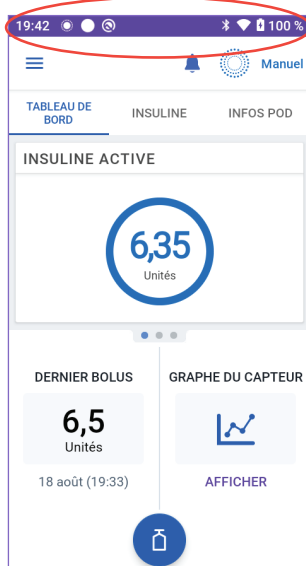 19:42 100 %
Manuel
TABLEAU DE
BORD
INSULINE
INFOS POD
INSULINE ACTIVE
6,35
Unités
DERNIER BOLUS
GRAPHE DU CAPTEUR
6,5
Unités
18 août (19:33)
AFFICHER